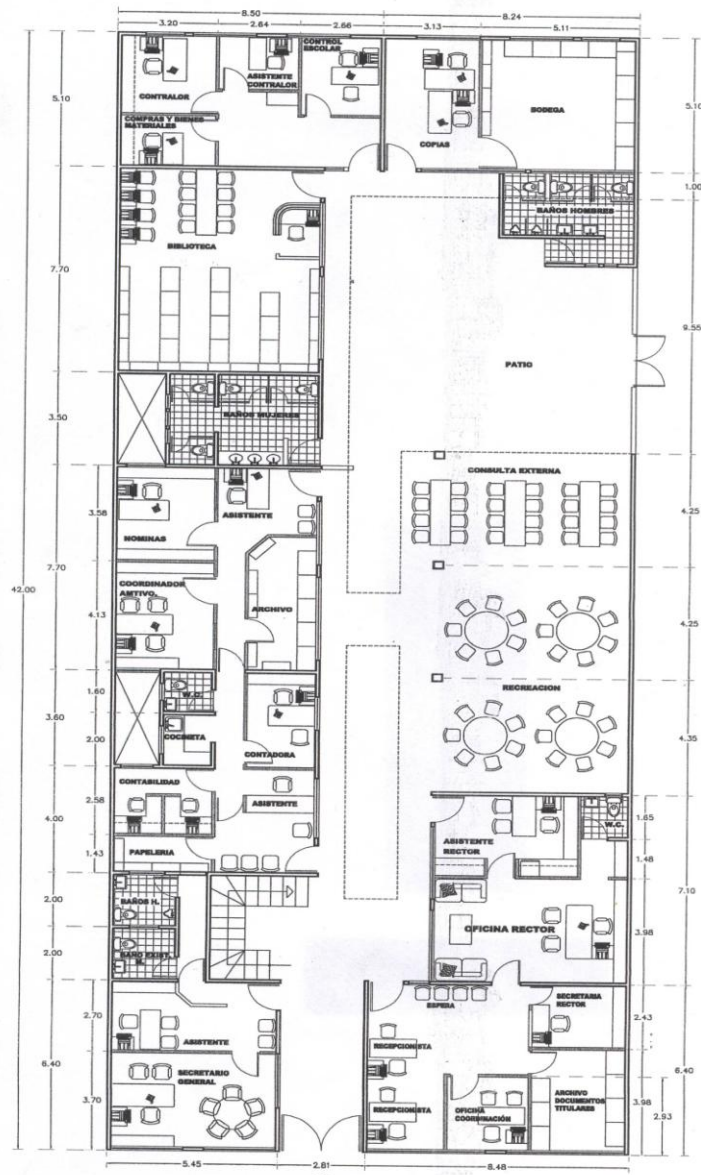 8.50
8.24
3.20
2.64
2.66
3.13
5.11
CONTROL
ESCOLAR
ASISTENTE
CONTRALOR
CONTRALOR
BODEGA
5.10
5.10
COMPRAS Y BIENES
MATERIALES
COPIAS
1.00
BAÑOS HOMBRES
BIBLIOTECA
7.70
9.55
PATIO
3.50
BAÑOS MUJERES
CONSULTA EXTERNA
ASISTENTE
3.58
NOMINAS
4.25
7.70
COORDINADOR
AMTIVO.
42.00
4.13
ARCHIVO
4.25
RECREACION
1.60
W.C.
3.60
2.00
COCINETA
CONTADORA
4.35
CONTABILIDAD
2.58
ASISTENTE
4.00
1.65
W.C.
ASISTENTE
RECTOR
1.43
PAPELERIA
1.48
2.00
BAÑOS H.
7.10
OFICINA RECTOR
3.98
2.00
BAÑO EXIST.
M.
ESPERA
SECRETARIA
RECTOR
2.70
2.43
ASISTENTE
RECEPCIONISTA
6.40
6.40
SECRETARIO
GENERAL
3.70
RECEPCIONISTA
OFICINA
COORDINACIÓN
ARCHIVO
DOCUMENTOS
TITULARES
3.98
2.93
5.45
2.81
8.48